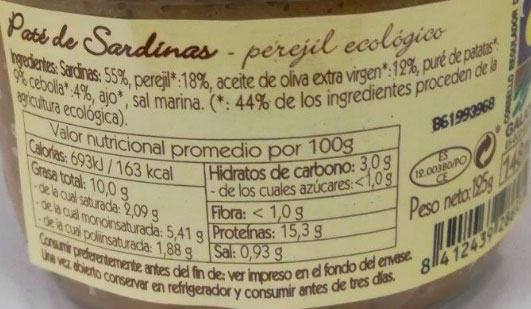 Paté de Sardinas - perejil ecológico
Ingredientes: Sardinas: 55%, perejil*:18%, aceite de oliva extra virgen*:12%, puré de patatas*:
9% cebolla*:4%, ajo*, sal marina. (*: 44% de los ingredientes proceden de la
agricultura ecológica).
B61993968
Valor nutricional promedio por 100g
Calorías: 693kJ / 163 kcal
Grasa total: 10,0 g
- de la cual saturada: 2,09 g
- de la cual monoinsaturada: 5,41 g
- de la cual poliinsaturada: 1,88 g
Hidratos de carbono: 3,0 g
- de los cuales azúcares:<1,0 g
Fibra: < 1,0 g
Proteínas: 15,3 g
Sal: 0,93 g
ES
12.00380/PO
CE
Peso neto:125g
Consumir preferentemente antes del fin de: ver impreso en el fondo del envase.
Una vez abierto conservar en refrigerador y consumir antes de tres días.